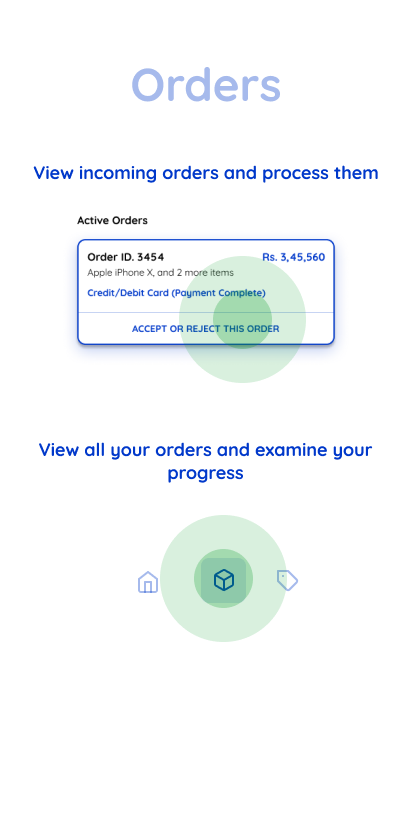 Orders
View incoming orders and process them
Active Orders
Order ID. 3454 Rs. 3,45,560
Apple iPhone X, and 2 more items
Credit/Debit Card (Payment Complete)
ACCEPT OR REJECT THIS ORDER
View all your orders and examine your
progress